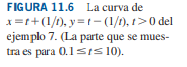 FIGURA 11.6 La curva de
x = t + (1/t), y = t − (1/t), t > 0 del
ejemplo 7. (La parte que se mues-
tra es para 0.1 ≤ t ≤ 10).